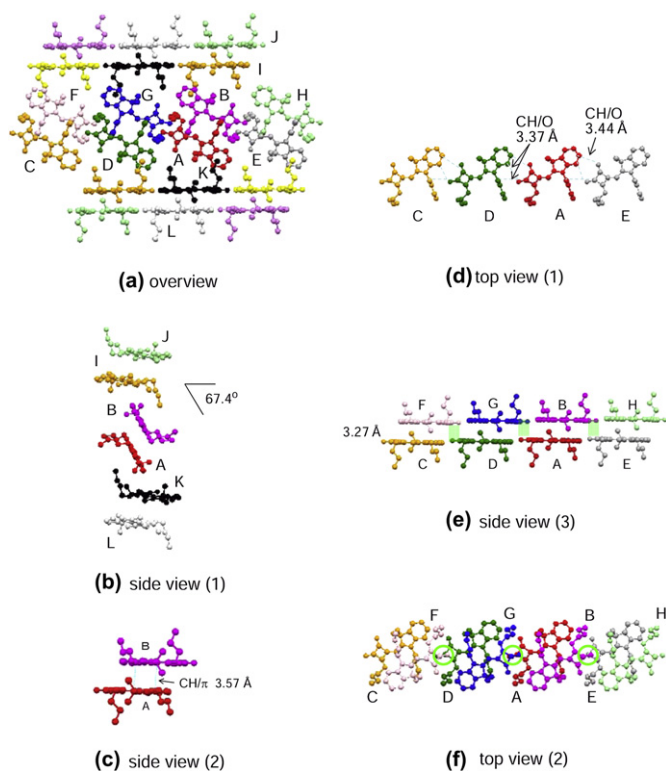 J
I
F G B H
C D A E
K
L
(a) overview
CH/O
3.37 Å
CH/O
3.44 Å
C D A E
(d) top view (1)
J
I
67.4°
B
A
K
L
(b) side view (1)
F G B H
3.27 Å
C D A E
(e) side view (3)
B
CH/π 3.57 Å
A
(c) side view (2)
F G B H
C D A E
(f) top view (2)